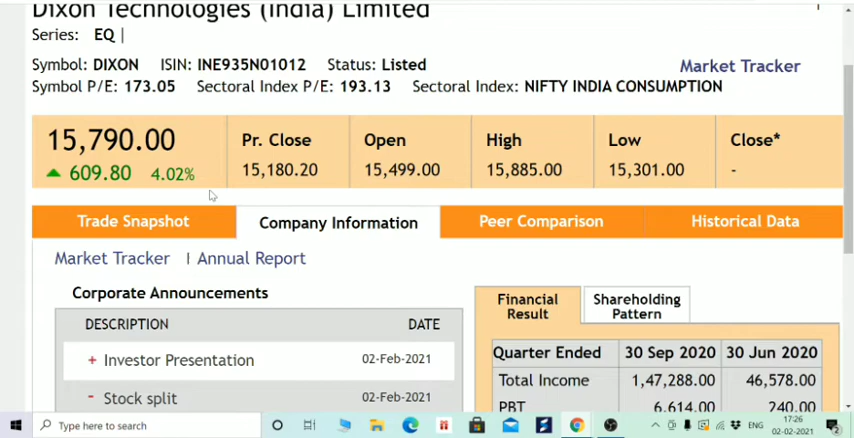 Dixon Technologies (India) Limited
Series: EQ |
Symbol: DIXON ISIN: INE935N01012 Status: Listed
Market Tracker
Symbol P/E: 173.05 Sectoral Index P/E: 193.13 Sectoral Index: NIFTY INDIA CONSUMPTION
15,790.00 Pr. Close Open High Low Close*
609.80 4.02% 15,180.20 15,499.00 15,885.00 15,301.00 -
Trade Snapshot Company Information Peer Comparison Historical Data
Market Tracker | Annual Report
Corporate Announcements
DESCRIPTION DATE
+ Investor Presentation 02-Feb-2021
- Stock split 02-Feb-2021
Financial Result Shareholding Pattern
Quarter Ended 30 Sep 2020 30 Jun 2020
Total Income 1,47,288.00 46,578.00
PBT 6,614.00 240.00
Type here to search
ENG 17:26
02-02-2021
2